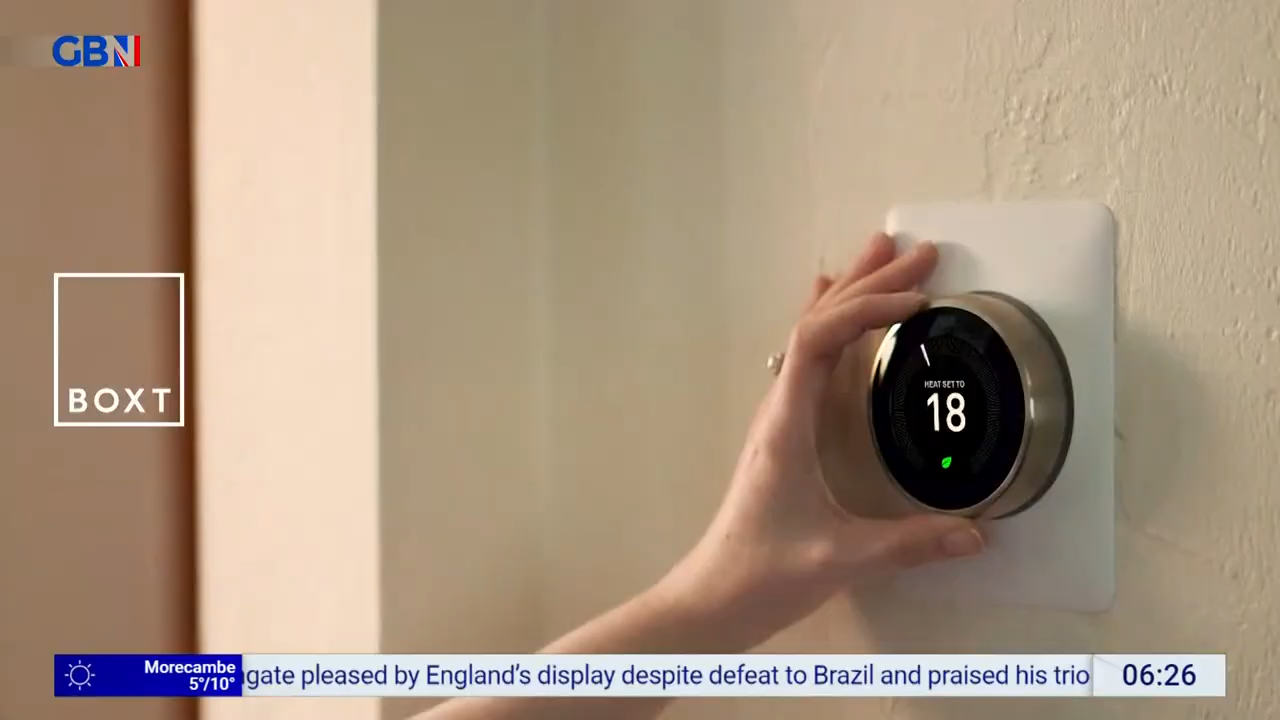 GBN
BOXT
HEAT SET TO
18
Morecambe
5°/10°
gate pleased by England's display despite defeat to Brazil and praised his trio
06:26